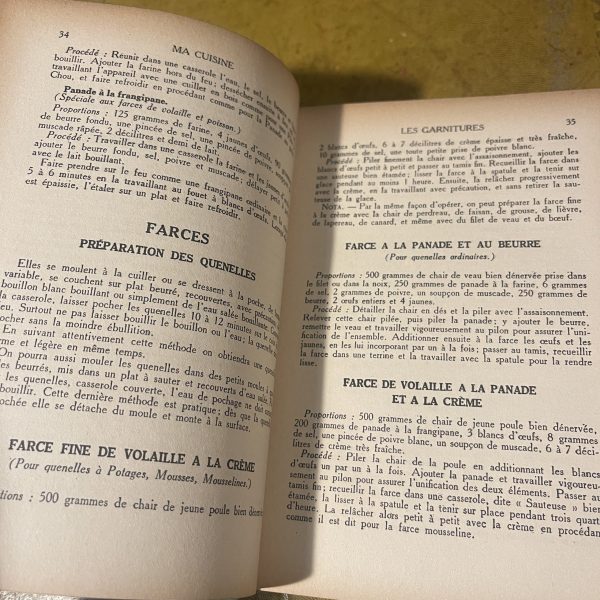 34
MA CUISINE
Procédé : Réunir dans une casserole l'eau, le sel,
bouillir. Ajouter la farine hors du feu; dessécher
travaillant l'appareil avec une cuiller en bois comme
Chou, et faire refroidir en procédant comme pour la Panade
Panade à la frangipane.
(Spéciale aux farces de volaille et poisson.)
Proportions : 125 grammes de farine, 4 jaunes d'œufs, 90
de beurre fondu, une pincée de sel, une pincée de poivre,
muscade râpée, 2 décilitres et demi de lait.
Procédé : Travailler dans une casserole la farine et les jaunes
ajouter le beurre fondu, sel, poivre et muscade; délayer petit à
avec le lait bouillant.
Faire prendre sur le feu comme une frangipane ordinaire
5 à 6 minutes en la travaillant au fouet à blancs d'œufs.
est épaissie, l'étaler sur un plat et faire refroidir.
FARCES
PRÉPARATION DES QUENELLES
Elles se moulent à la cuiller ou se dressent à la poche, de
variable, se couchent sur plat beurré, recouvertes, avec
bouillon blanc bouillant ou simplement de l'eau salée bouillante.
la casserole, laisser pocher les quenelles 10 à 12 minutes sur le coin
feu. Surtout ne pas laisser bouillir le bouillon ou l'eau; la quenelle
pocher sans la moindre ébullition.
En suivant attentivement cette méthode on obtiendra une
ferme et légère en même temps.
On pourra aussi mouler les quenelles dans des petits moules
beurrés, mis dans un plat à sauter et recouverts d'eau
les quenelles, casserole couverte, l'eau de pochage ne doit
bouillir. Cette dernière méthode est pratique; dès que la
pochée elle se détache du moule et monte à la surface.
FARCE FINE DE VOLAILLE A LA CRÈME
(Pour quenelles à Potages, Mousses, Mousselines.)
: 500 grammes de chair de jeune poule bien
LES GARNITURES
35
2 blancs d'œufs, 6 à 7 décilitres de crème épaisse et très fraîche,
10 grammes de sel, une toute petite prise de poivre blanc.
Procédé : Piler finement la chair avec l'assaisonnement, ajouter les
blancs d'œufs petit à petit et passer au tamis fin. Recueillir la farce dans
une sauteuse bien étamée; lisser la farce à la spatule et la tenir sur
glace pendant au moins 1 heure. Ensuite, la relâcher progressivement
avec la crème, en la travaillant avec précaution, et sans retirer la sau-
teuse de la glace.
NOTA. — Par la même façon d'opérer, on peut préparer la farce fine
à la crème avec la chair de perdreau, de faisan, de grouse, de lièvre,
de lapereau, de canard, et même avec du filet de veau et du bœuf.
FARCE A LA PANADE ET AU BEURRE
(Pour quenelles ordinaires.)
Proportions : 500 grammes de chair de veau bien dénervée prise dans
le filet ou dans la noix, 250 grammes de panade à la farine, 6 grammes
de sel, 2 grammes de poivre, un soupçon de muscade, 250 grammes de
beurre, 2 œufs entiers et 4 jaunes.
Procédé : Détailler la chair en dés et la piler avec l'assaisonnement.
Relever cette chair pilée, puis piler la panade; y ajouter le beurre.
Remettre le veau et travailler vigoureusement au pilon pour assurer l'uni-
fication de l'ensemble. Additionner ensuite à la farce les œufs et les
jaunes, en les lui incorporant par un à la fois; passer au tamis, recueillir
la farce dans une terrine et la travailler avec la spatule pour la rendre
lisse.
FARCE DE VOLAILLE A LA PANADE
ET A LA CRÈME
Proportions : 500 grammes de chair de jeune poule bien dénervée,
200 grammes de panade à la frangipane, 3 blancs d'œufs, 8 grammes
de sel, une pincée de poivre blanc, un soupçon de muscade, 6 à 7 déci-
litres de crème très fraîche.
Procédé : Piler la chair de la poule en additionnant les blancs
d'œufs un par un à la fois. Ajouter la panade et travailler vigoureu-
sement au pilon pour assurer l'unification des deux éléments. Passer au
tamis fin; recueillir la farce dans une casserole, dite « Sauteuse » bien
étamée, la lisser à la spatule et la tenir sur glace pendant trois quarts
d'heure. La relâcher alors petit à petit avec la crème en procédant
comme il est dit pour la farce mousseline.